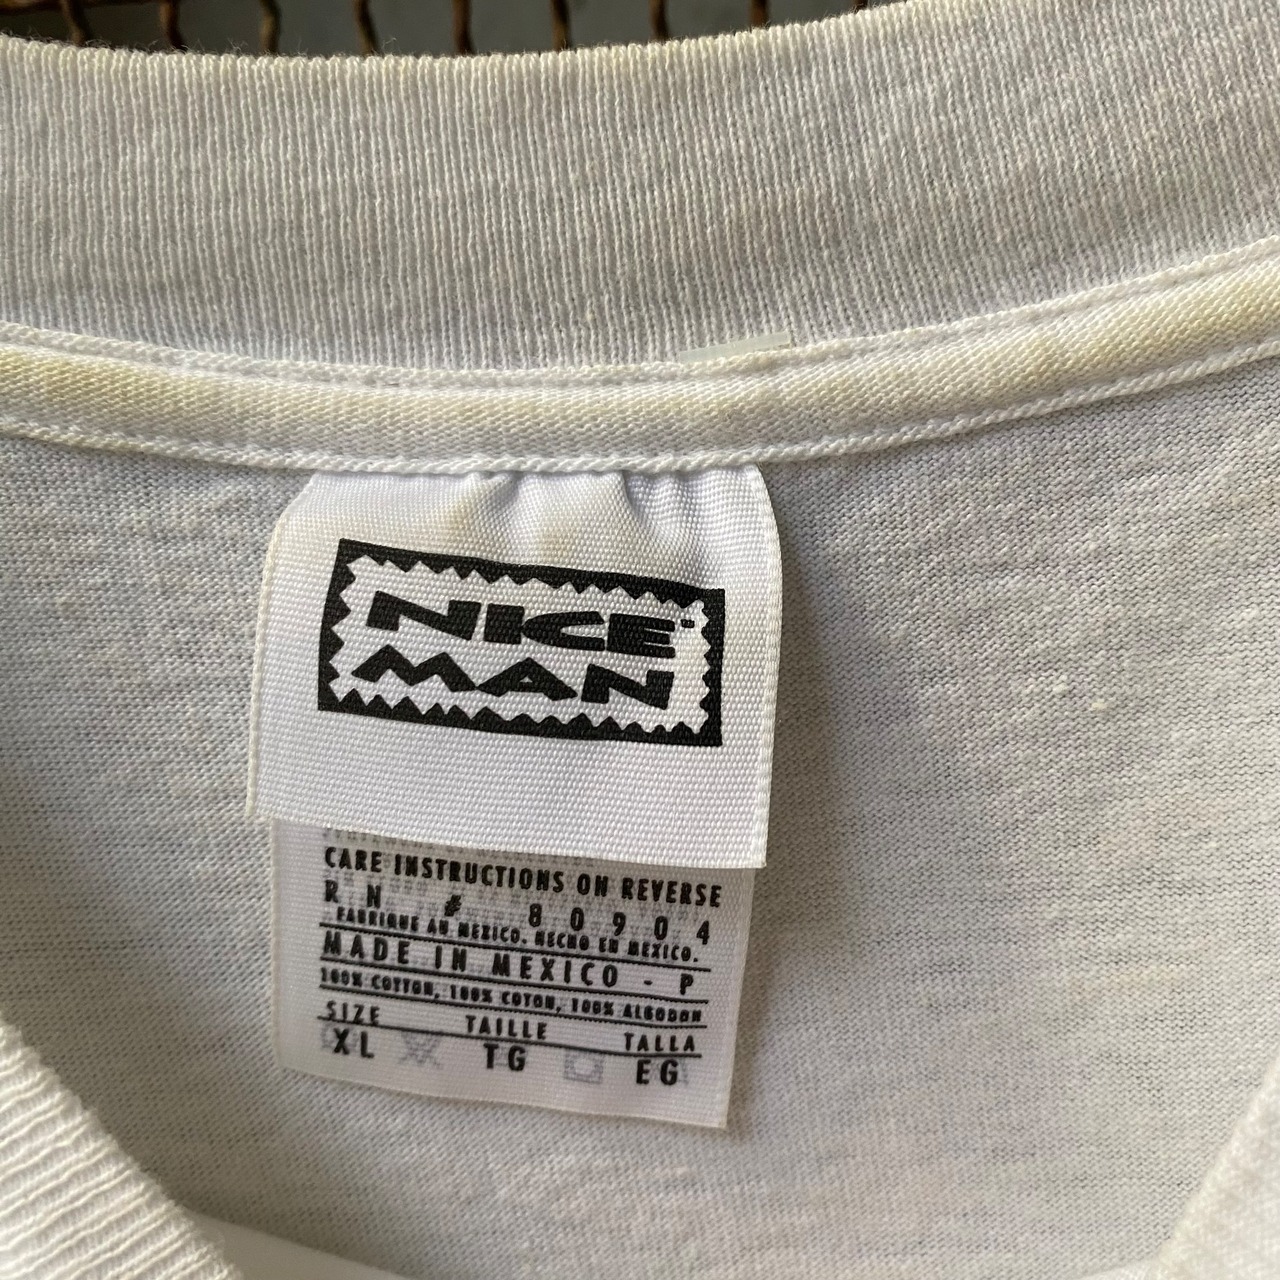 NICE
MAN
CARE INSTRUCTIONS ON REVERSE
RN # 80904
FABRIQUE AU MEXICO. HECHO EN MEXICO.
MADE IN MEXICO - P
100% COTTON, 100% COTON, 100% ALGODON
SIZE TAILLE TALLA
XL TG EG